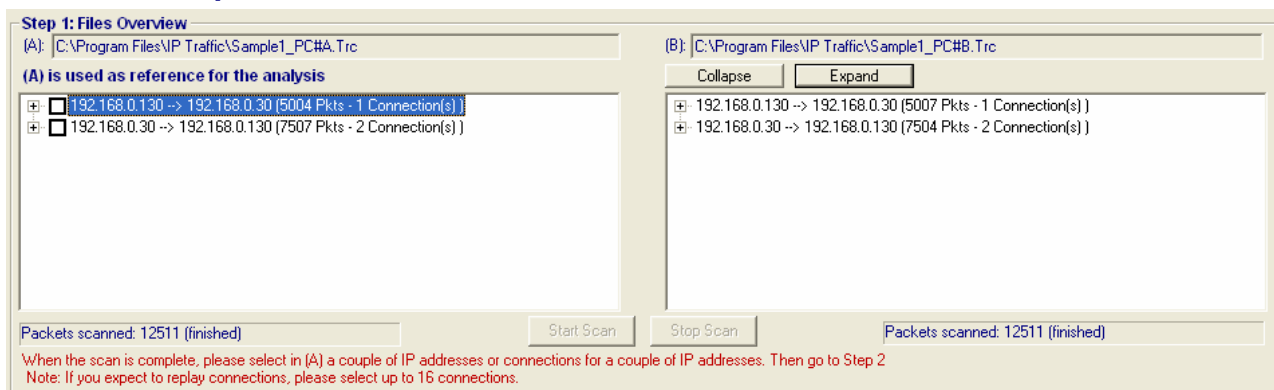 Step 1: Files Overview
(A): C:\Program Files\IP Traffic\Sample1_PC#A.Trc
(B): C:\Program Files\IP Traffic\Sample1_PC#B.Trc
(A) is used as reference for the analysis
Collapse
Expand
192.168.0.130 --> 192.168.0.30 (5004 Pkts - 1 Connection(s) )
192.168.0.30 --> 192.168.0.130 (7507 Pkts - 2 Connection(s) )
192.168.0.130 --> 192.168.0.30 (5007 Pkts - 1 Connection(s) )
192.168.0.30 --> 192.168.0.130 (7504 Pkts - 2 Connection(s) )
Packets scanned: 12511 (finished)
Start Scan
Stop Scan
Packets scanned: 12511 (finished)
When the scan is complete, please select in (A) a couple of IP addresses or connections for a couple of IP addresses. Then go to Step 2
Note: If you expect to replay connections, please select up to 16 connections.